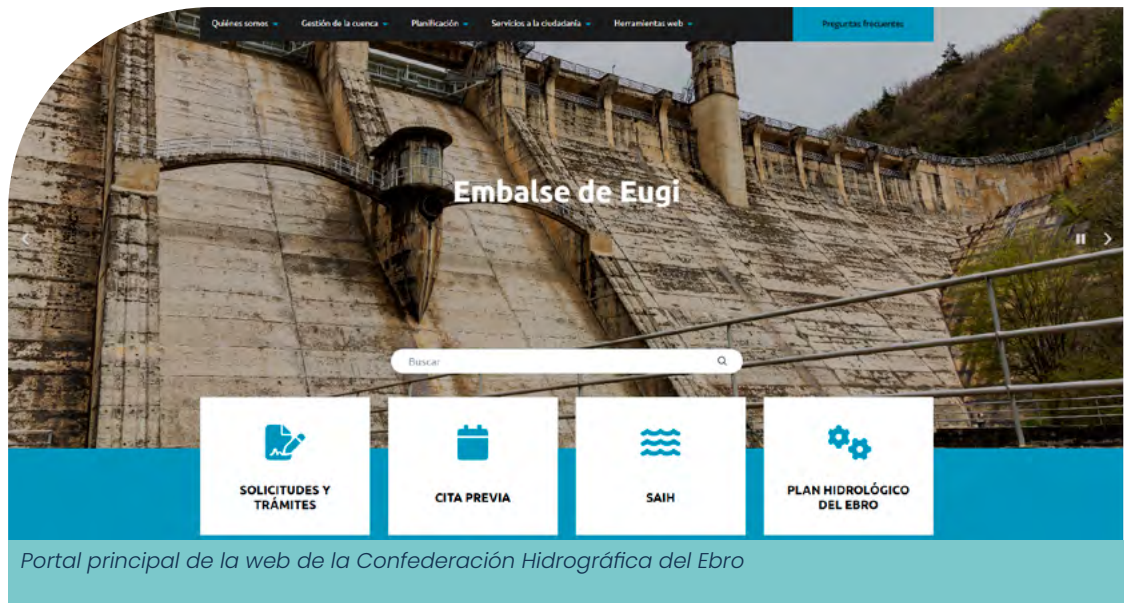 Quiénes somos Gestión de la cuenca Planificación Servicios a la ciudadanía Herramientas web Preguntas frecuentes
Embalse de Eugi
Buscar
SOLICITUDES Y
TRÁMITES
CITA PREVIA
SAIH
PLAN HIDROLÓGICO
DEL EBRO
Portal principal de la web de la Confederación Hidrográfica del Ebro